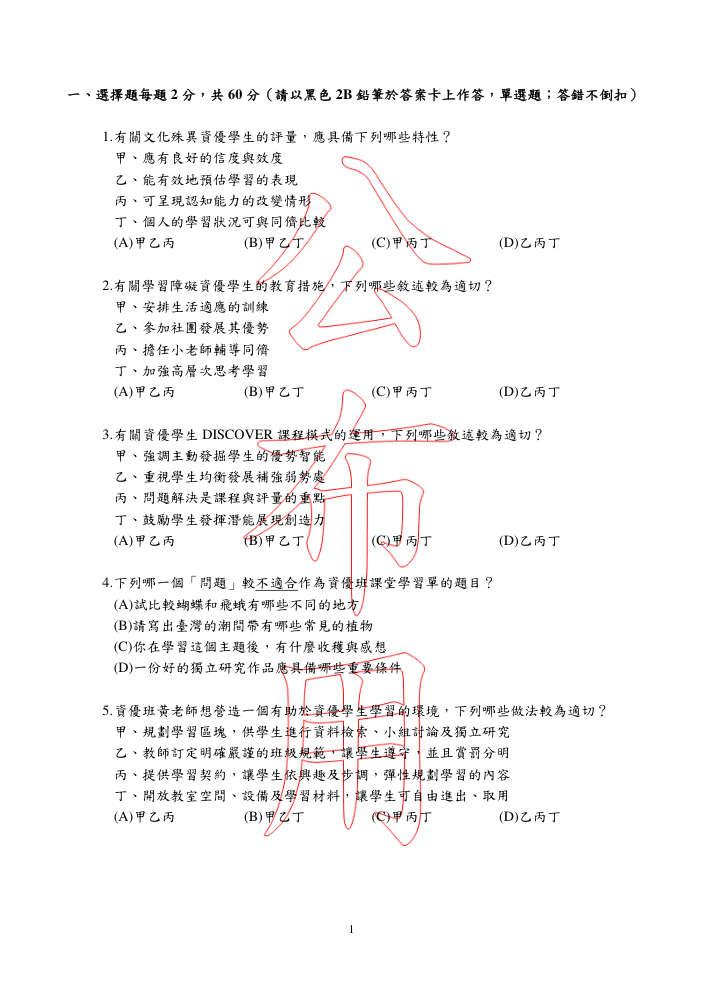 一、選擇題每題 2 分，共 60 分（請以黑色 2B 鉛筆於答案卡上作答，單選題；答錯不倒扣）
1.有關文化殊異資優學生的評量，應具備下列哪些特性？
甲、應有良好的信度與效度
乙、能有效地預估學習的表現
丙、可呈現認知能力的改變情形
丁、個人的學習狀況可與同儕比較
(A)甲乙丙 (B)甲乙丁 (C)甲丙丁 (D)乙丙丁
2.有關學習障礙資優學生的教育措施，下列哪些敘述較為適切？
甲、安排生活適應的訓練
乙、參加社團發展其優勢
丙、擔任小老師輔導同儕
丁、加強高層次思考學習
(A)甲乙丙 (B)甲乙丁 (C)甲丙丁 (D)乙丙丁
3.有關資優學生 DISCOVER 課程模式的運用，下列哪些敘述較為適切？
甲、強調主動發掘學生的優勢智能
乙、重視學生均衡發展補強弱勢處
丙、問題解決是課程與評量的重點
丁、鼓勵學生發揮潛能展現創造力
(A)甲乙丙 (B)甲乙丁 (C)甲丙丁 (D)乙丙丁
4.下列哪一個「問題」較不適合作為資優班課堂學習單的題目？
(A)試比較蝴蝶和飛蛾有哪些不同的地方
(B)請寫出臺灣的潮間帶有哪些常見的植物
(C)你在學習這個主題後，有什麼收穫與感想
(D)一份好的獨立研究作品應具備哪些重要條件
5.資優班黃老師想營造一個有助於資優學生學習的環境，下列哪些做法較為適切？
甲、規劃學習區塊，供學生進行資料檢索、小組討論及獨立研究
乙、教師訂定明確嚴謹的班級規範，讓學生遵守，並且賞罰分明
丙、提供學習契約，讓學生依興趣及步調，彈性規劃學習的內容
丁、開放教室空間、設備及學習材料，讓學生可自由進出、取用
(A)甲乙丙 (B)甲乙丁 (C)甲丙丁 (D)乙丙丁
公布用
1